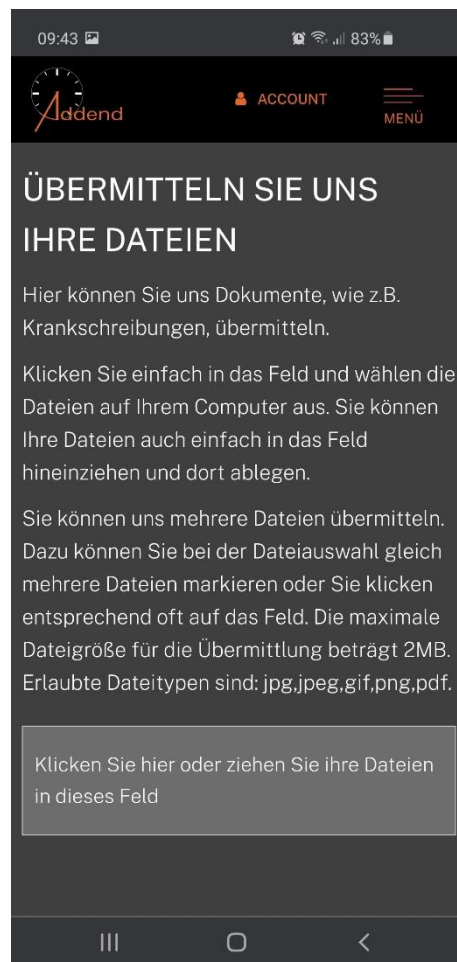 09:43
83%
Addend
ACCOUNT
MENÜ
ÜBERMITTELN SIE UNS
IHRE DATEIEN
Hier können Sie uns Dokumente, wie z.B.
Krankschreibungen, übermitteln.
Klicken Sie einfach in das Feld und wählen die
Dateien auf Ihrem Computer aus. Sie können
Ihre Dateien auch einfach in das Feld
hineinziehen und dort ablegen.
Sie können uns mehrere Dateien übermitteln.
Dazu können Sie bei der Dateiauswahl gleich
mehrere Dateien markieren oder Sie klicken
entsprechend oft auf das Feld. Die maximale
Dateigröße für die Übermittlung beträgt 2MB.
Erlaubte Dateitypen sind: jpg,jpeg,gif,png,pdf.
Klicken Sie hier oder ziehen Sie ihre Dateien
in dieses Feld